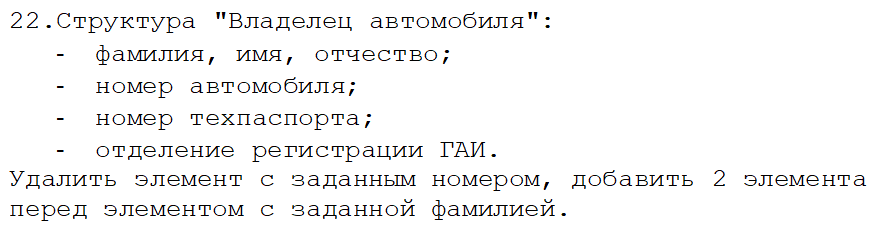 22.Структура "Владелец автомобиля":
- фамилия, имя, отчество;
- номер автомобиля;
- номер техпаспорта;
- отделение регистрации ГАИ.
Удалить элемент с заданным номером, добавить 2 элемента
перед элементом с заданной фамилией.